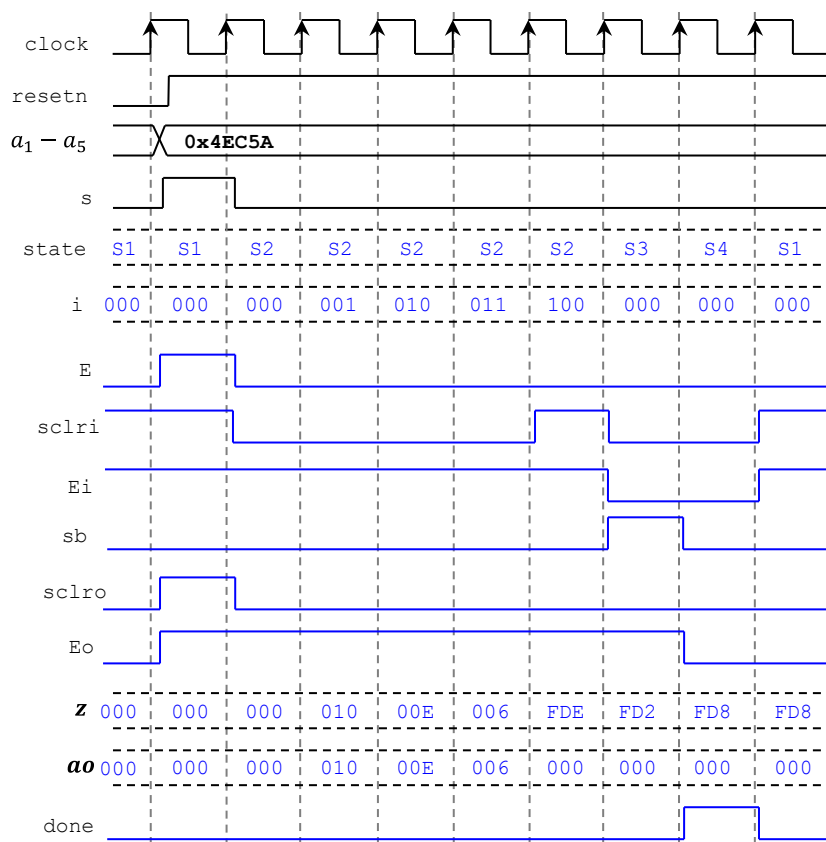 clock
resetn
a₁ − a₅ 0x4EC5A
s
state S1 S1 S2 S2 S2 S2 S2 S3 S4 S1
i 000 000 000 001 010 011 100 000 000 000
E
sclri
Ei
sb
sclro
Eo
z 000 000 000 010 00E 006 FDE FD2 FD8 FD8
ao 000 000 000 010 00E 006 000 000 000 000
done